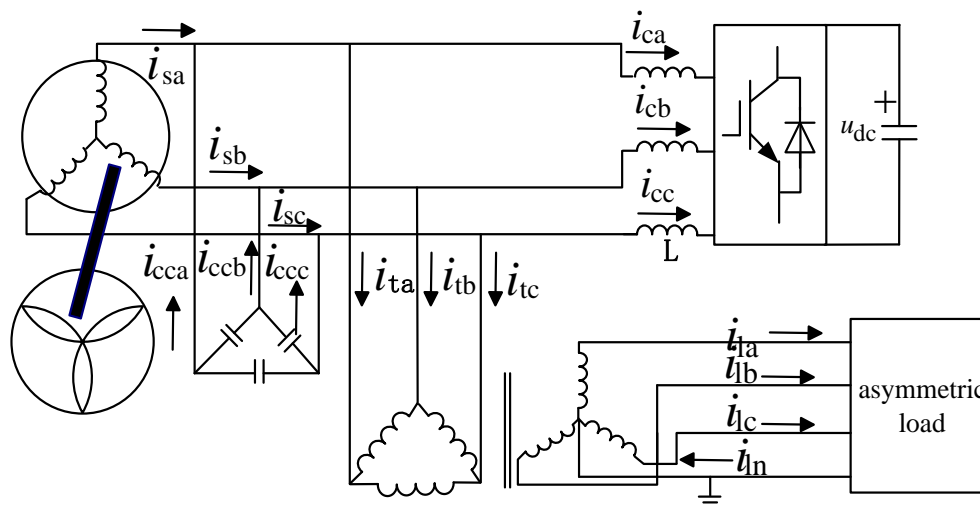 i_sa
i_ca
i_cb
+
u_dc
i_sb
i_cc
i_sc
L
i_cca
i_ccb
i_ccc
i_ta
i_tb
i_tc
i_la
i_lb
i_lc
i_ln
asymmetric
load